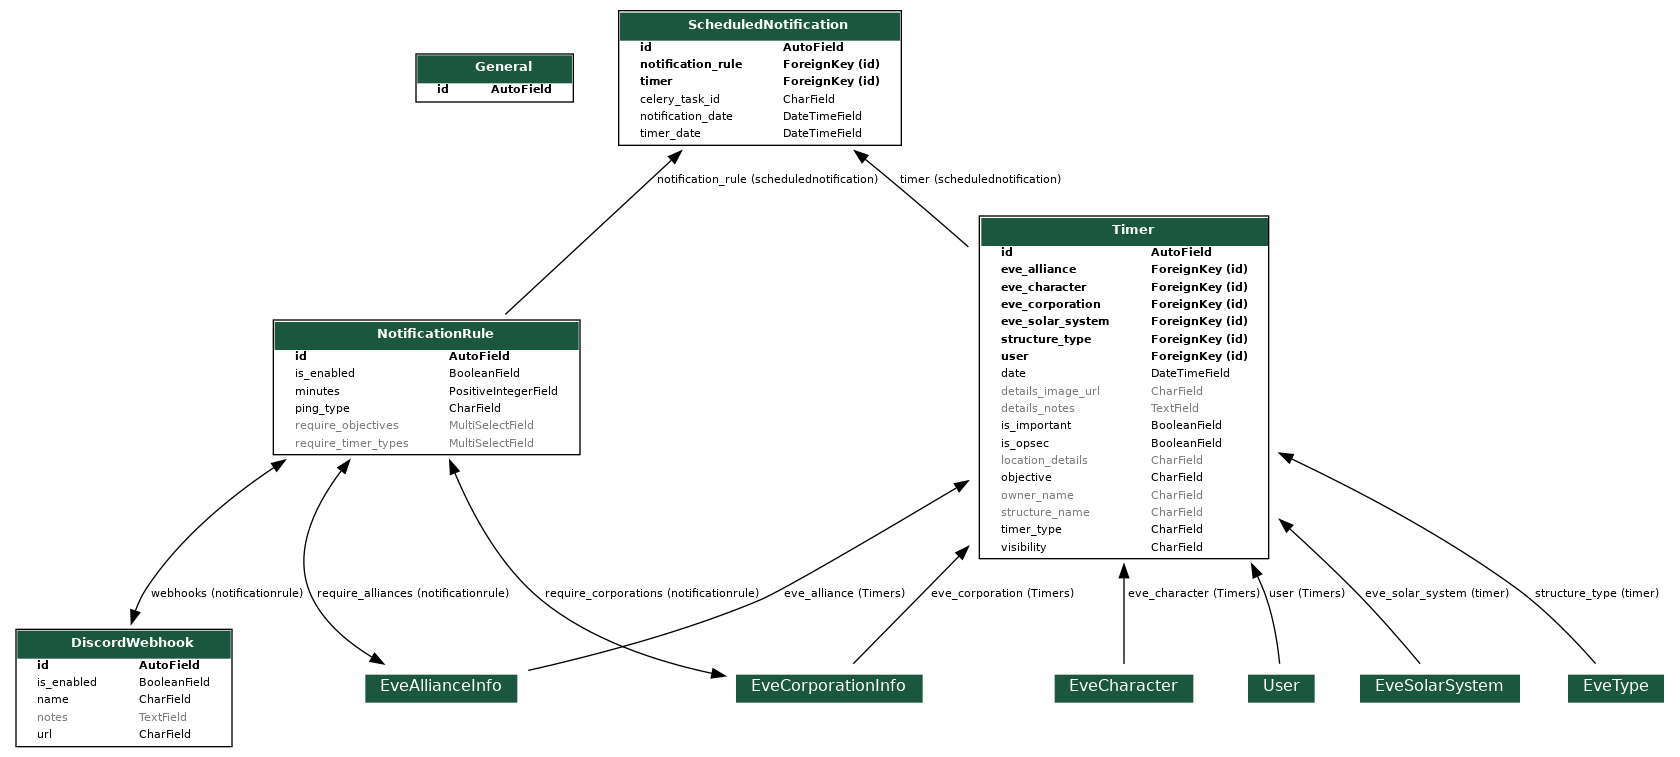 ScheduledNotification
id AutoField
notification_rule ForeignKey (id)
timer ForeignKey (id)
celery_task_id CharField
notification_date DateTimeField
timer_date DateTimeField
General
id AutoField
notification_rule (schedulednotification)
timer (schedulednotification)
Timer
id AutoField
eve_alliance ForeignKey (id)
eve_character ForeignKey (id)
eve_corporation ForeignKey (id)
eve_solar_system ForeignKey (id)
structure_type ForeignKey (id)
user ForeignKey (id)
date DateTimeField
details_image_url CharField
details_notes TextField
is_important BooleanField
is_opsec BooleanField
location_details CharField
objective CharField
owner_name CharField
structure_name CharField
timer_type CharField
visibility CharField
NotificationRule
id AutoField
is_enabled BooleanField
minutes PositiveIntegerField
ping_type CharField
require_objectives MultiSelectField
require_timer_types MultiSelectField
webhooks (notificationrule)
require_alliances (notificationrule)
require_corporations (notificationrule)
eve_alliance (Timers)
eve_corporation (Timers)
eve_character (Timers)
user (Timers)
eve_solar_system (timer)
structure_type (timer)
DiscordWebhook
id AutoField
is_enabled BooleanField
name CharField
notes TextField
url CharField
EveAllianceInfo
EveCorporationInfo
EveCharacter
User
EveSolarSystem
EveType